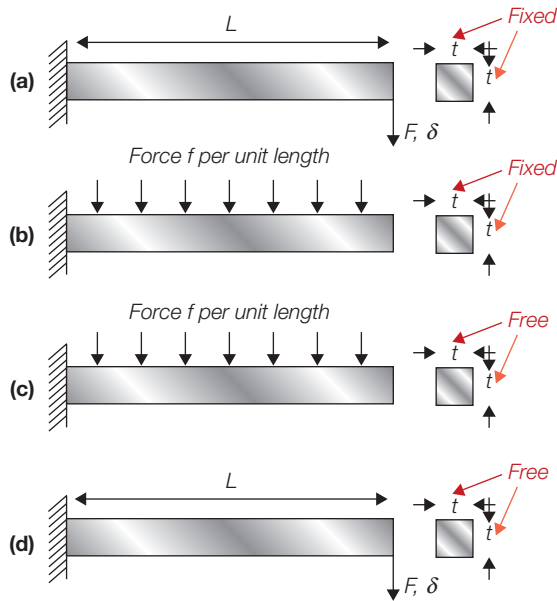 L
t
Fixed
(a)
t
F, δ
Force f per unit length
Fixed
t
(b)
t
Force f per unit length
Free
t
(c)
t
L
Free
t
(d)
t
F, δ